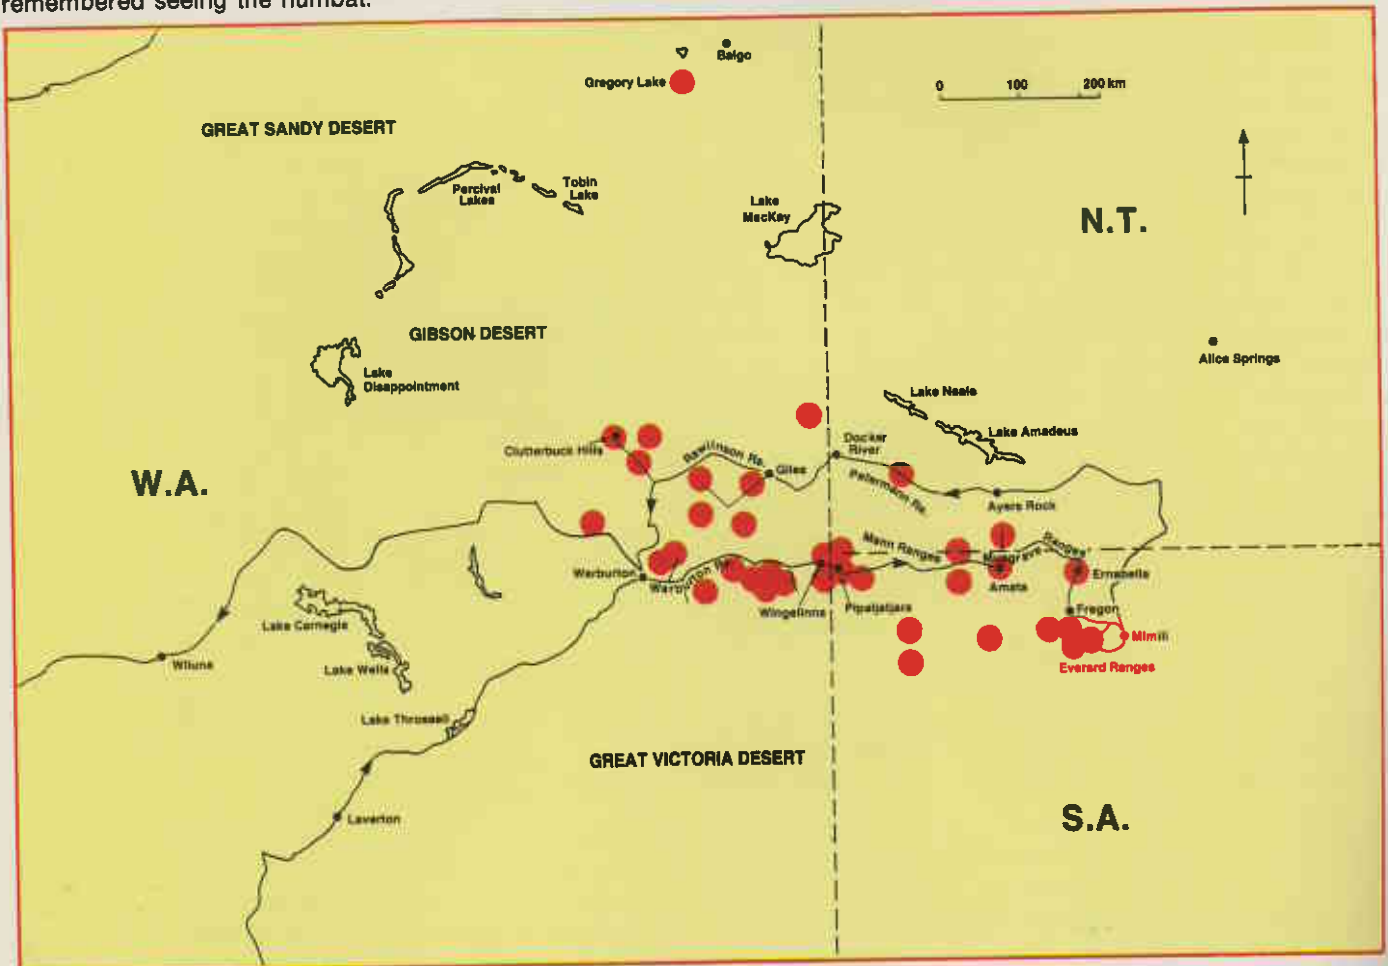 remembered seeing the numbat.
Balgo
Gregory Lake
0 100 200 km
GREAT SANDY DESERT
Percival
Lakes
Tobin
Lake
Lake
MacKay
N.T.
GIBSON DESERT
Alice Springs
Lake
Disappointment
Lake Neale
Lake Amadeus
Docker
River
Clutterbuck Hills
Rawlinson Ra.
Giles
Petermann Ra.
W.A.
Ayers Rock
Mann Ranges
Musgrave Ranges
Warburton
Warburton Ra.
Amata
Ernabella
Wingelinna
Pipaljatjara
Fregon
Lake Carnegie
Mimili
Wiluna
Lake Wells
Everard Ranges
Lake Throssell
GREAT VICTORIA DESERT
Laverton
S.A.